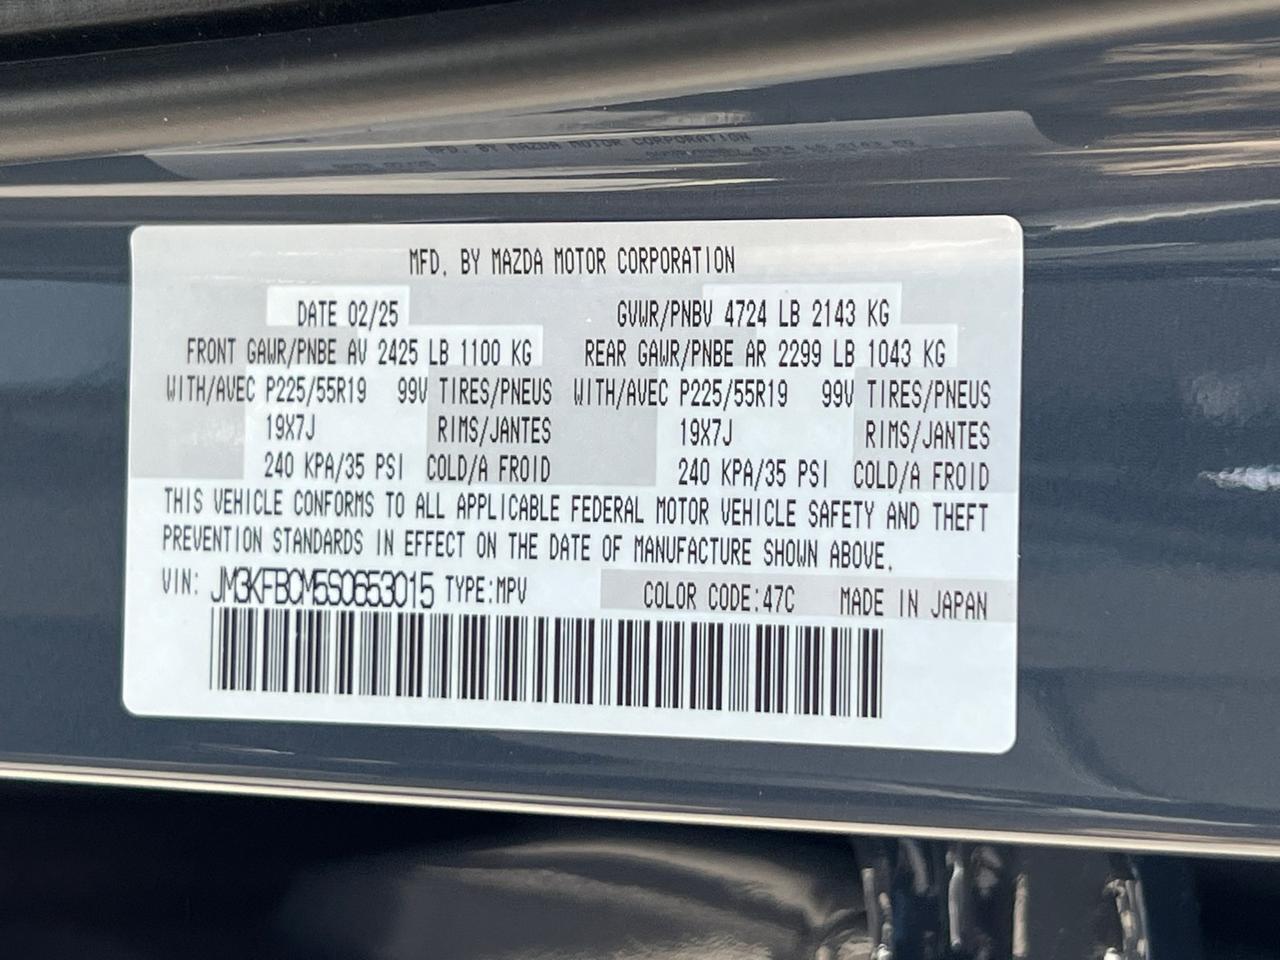 MFD. BY MAZDA MOTOR CORPORATION
DATE 02/25 GVWR/PNBV 4724 LB 2143 KG
FRONT GAWR/PNBE AV 2425 LB 1100 KG REAR GAWR/PNBE AR 2299 LB 1043 KG
WITH/AVEC P225/55R19 99V TIRES/PNEUS WITH/AVEC P225/55R19 99V TIRES/PNEUS
19X7J RIMS/JANTES 19X7J RIMS/JANTES
240 KPA/35 PSI COLD/A FROID 240 KPA/35 PSI COLD/A FROID
THIS VEHICLE CONFORMS TO ALL APPLICABLE FEDERAL MOTOR VEHICLE SAFETY AND THEFT
PREVENTION STANDARDS IN EFFECT ON THE DATE OF MANUFACTURE SHOWN ABOVE.
VIN: JM3KFBCM5S0653015 TYPE:MPV COLOR CODE:47C MADE IN JAPAN